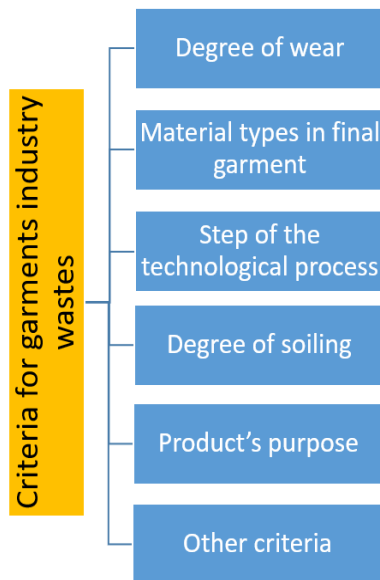 Criteria for garments industry
wastes
Degree of wear
Material types in final
garment
Step of the
technological process
Degree of soiling
Product’s purpose
Other criteria